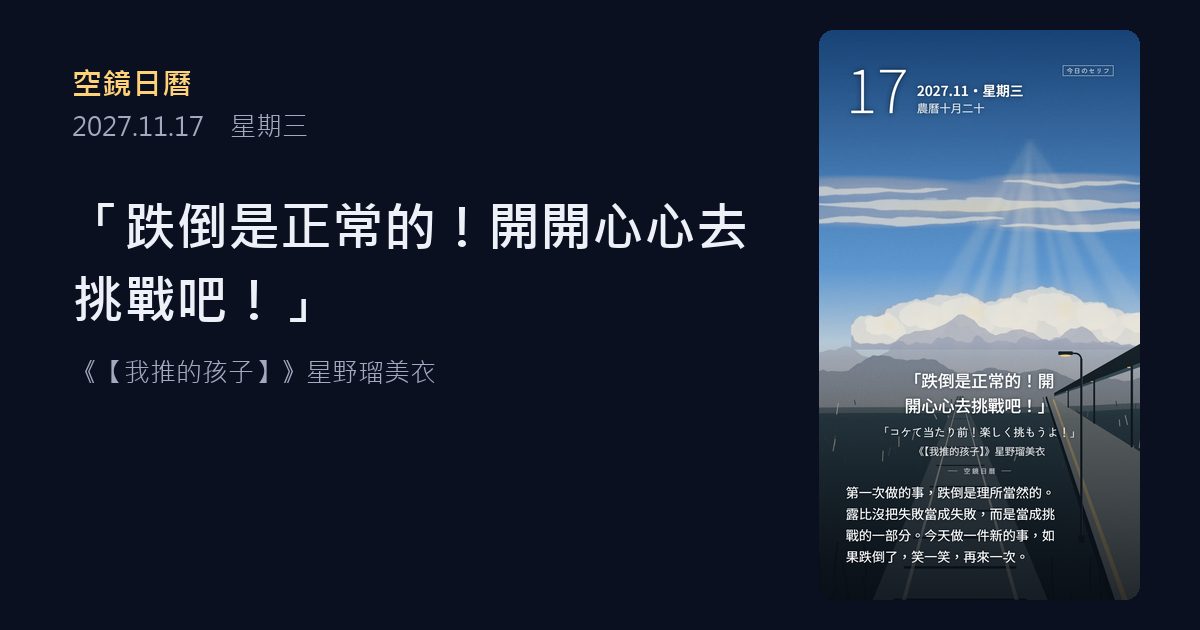 空鏡日曆
2027.11.17　星期三
「跌倒是正常的！開開心心去
挑戰吧！」
《【我推的孩子】》星野瑠美衣
17
2027.11・星期三
農曆十月二十
今日のセリフ
「跌倒是正常的！開
開心心去挑戰吧！」
「コケて当たり前！楽しく挑もうよ！」
《【我推的孩子】》星野瑠美衣
— 空鏡日曆 —
第一次做的事，跌倒是理所當然的。
露比沒把失敗當成失敗，而是當成挑
戰的一部分。今天做一件新的事，如
果跌倒了，笑一笑，再來一次。